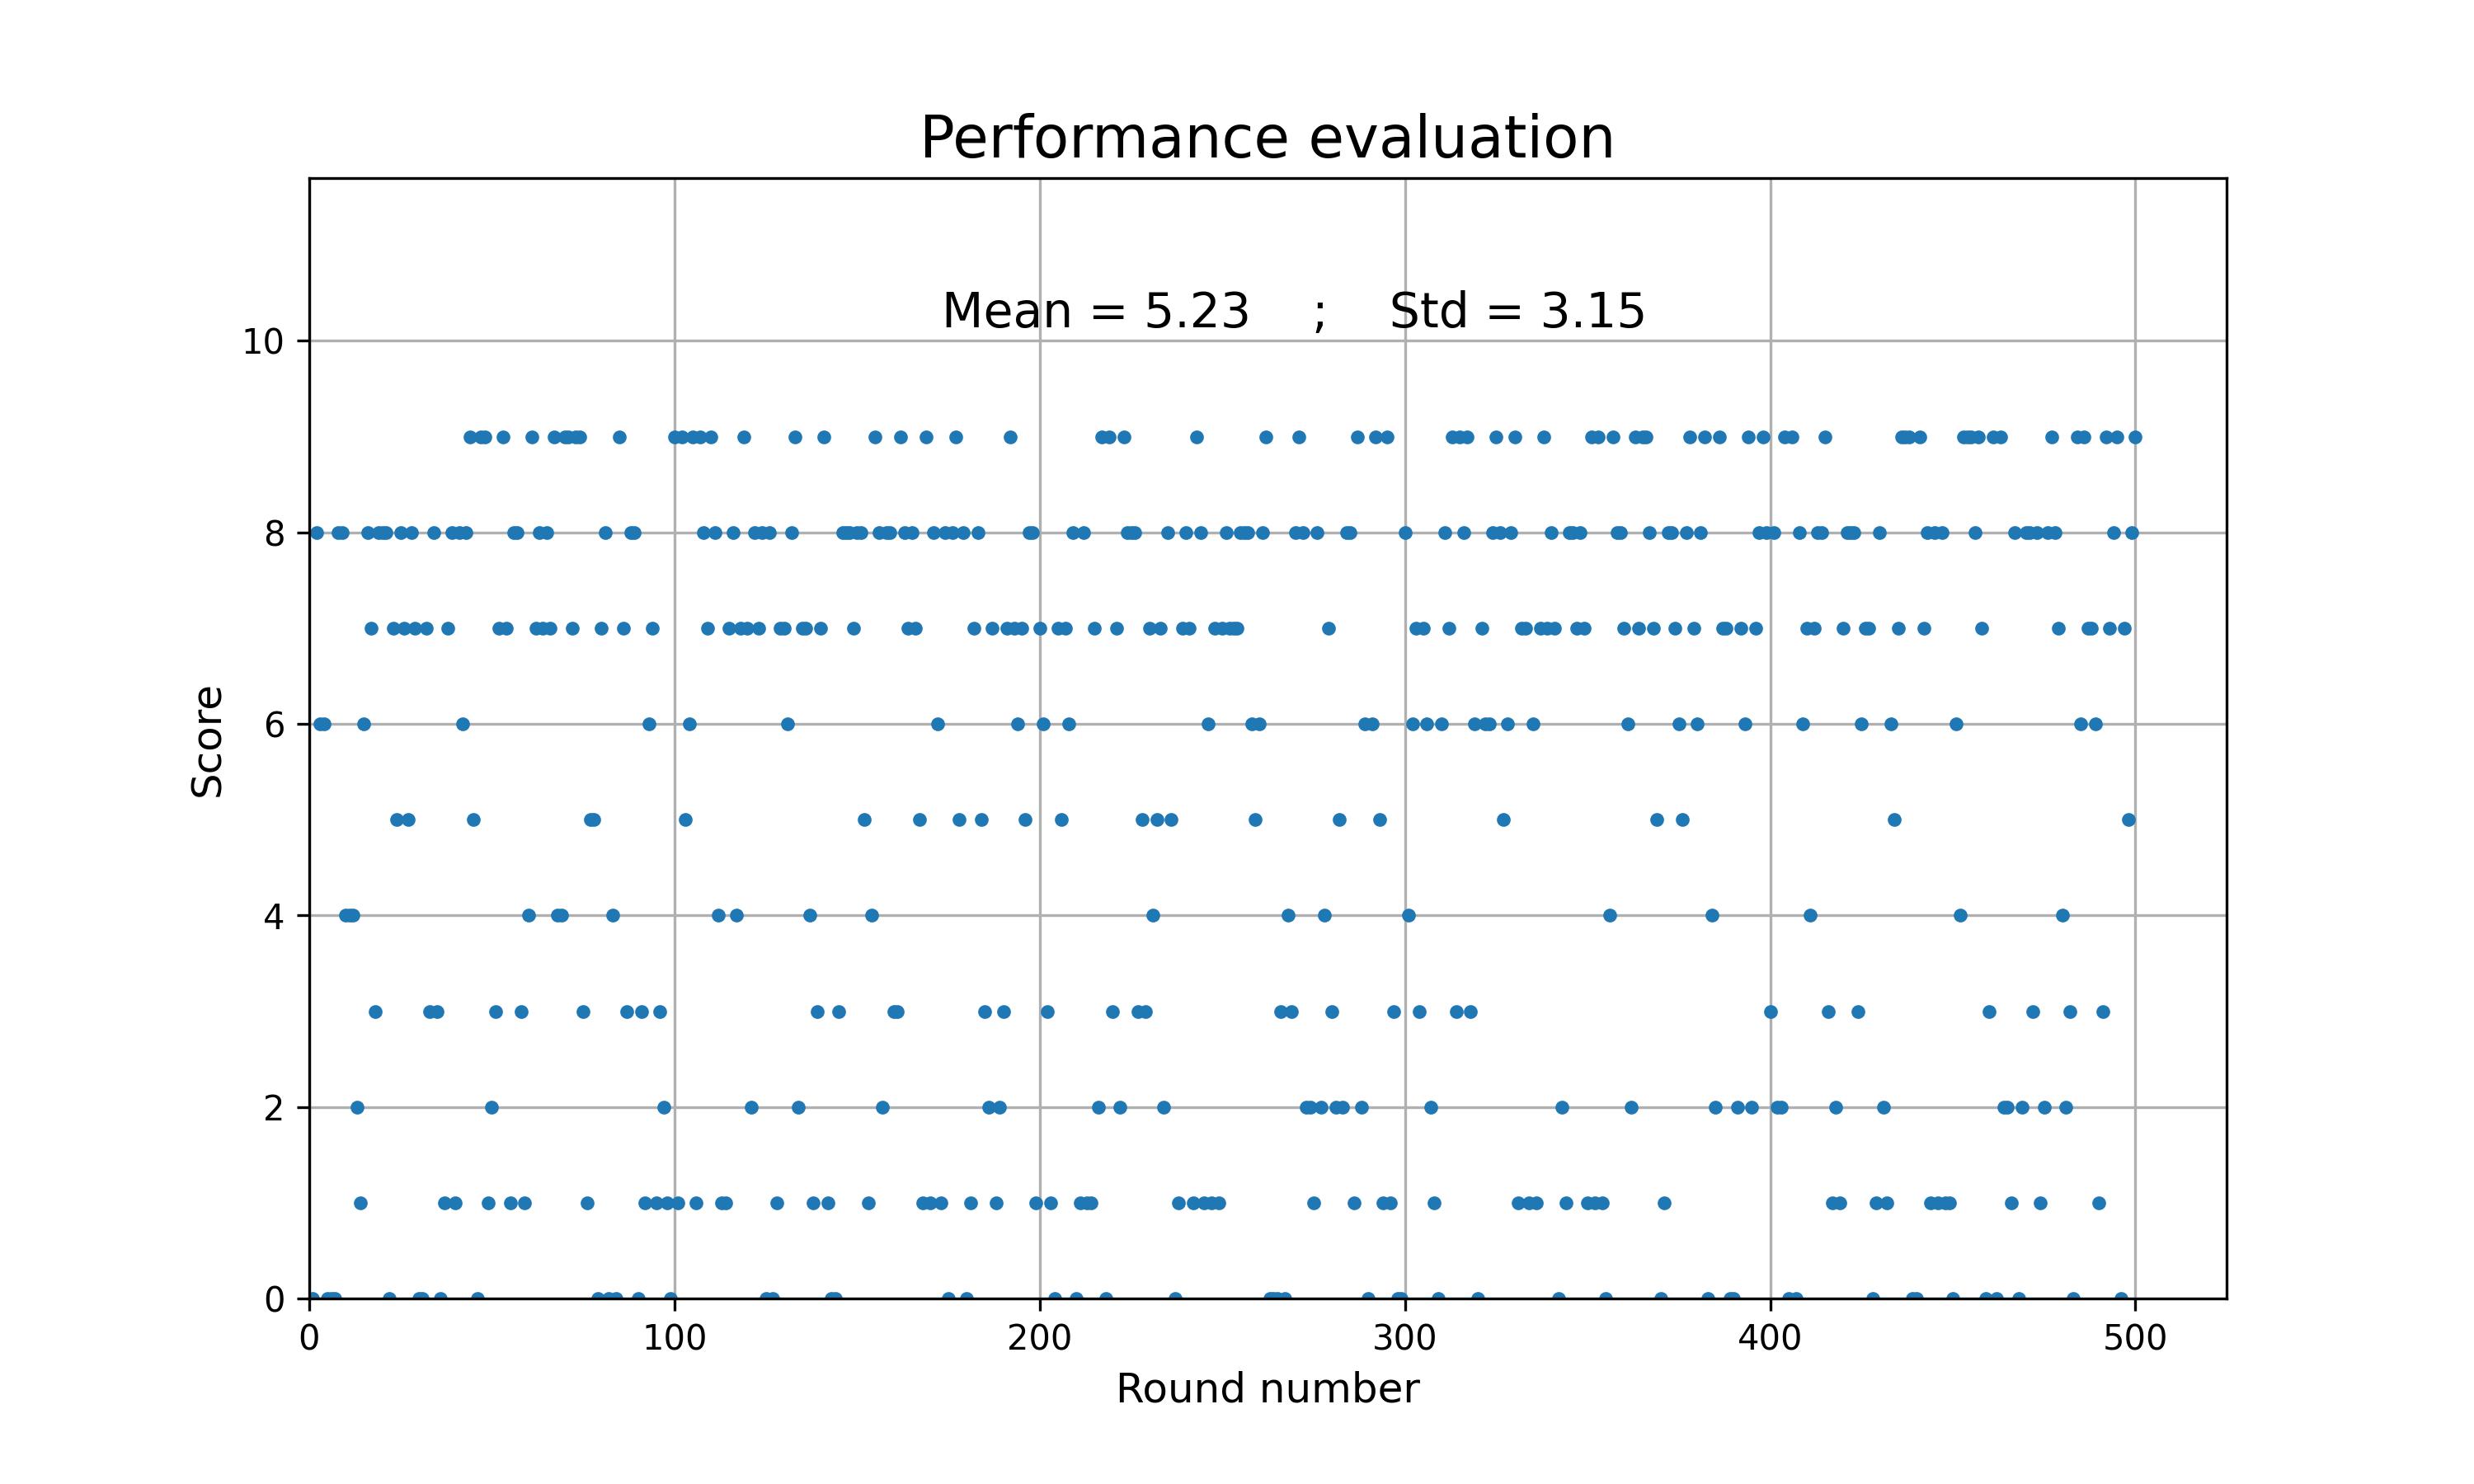 Performance evaluation
Mean = 5.23 ; Std = 3.15
10
8
6
4
2
0
Score
0 100 200 300 400 500
Round number